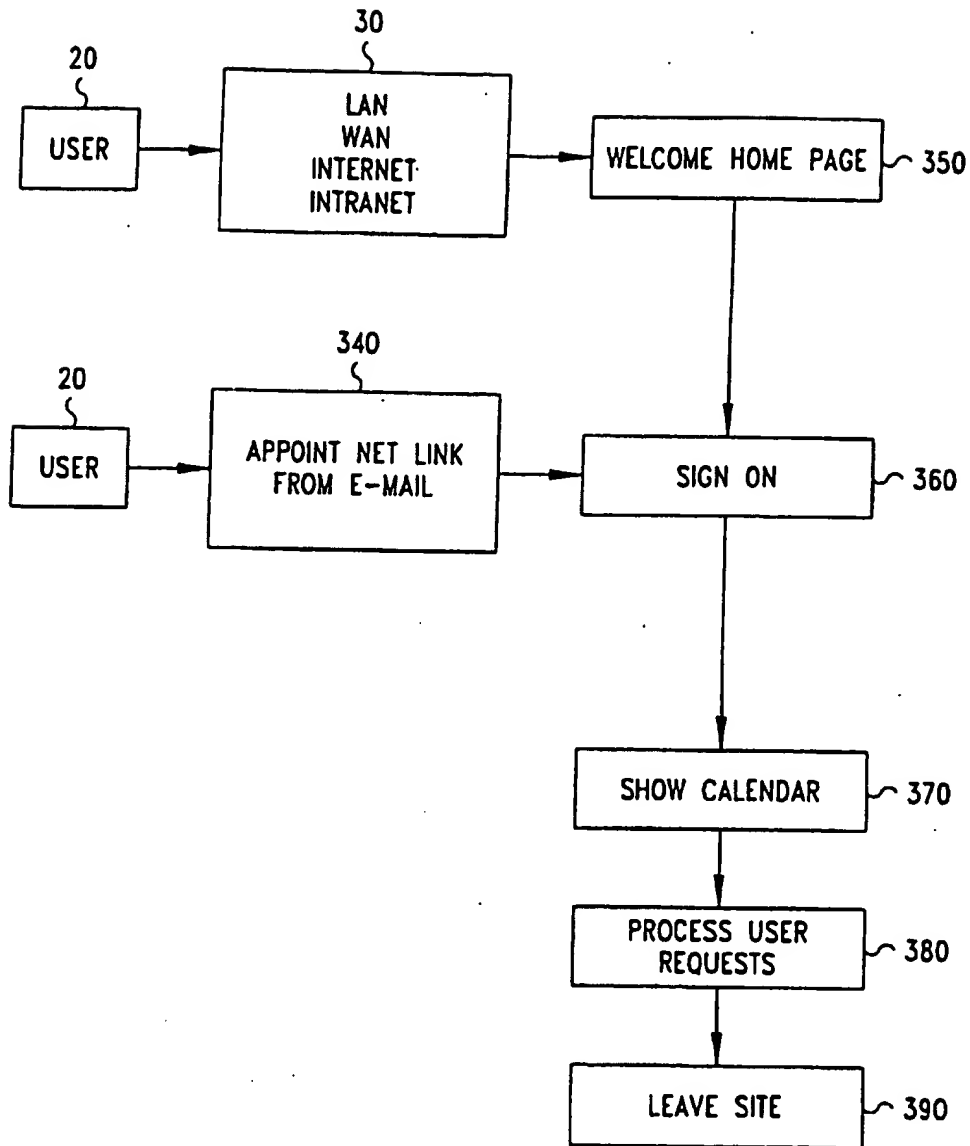 30
20
LAN
WAN
INTERNET
INTRANET
USER
WELCOME HOME PAGE
350
340
20
APPOINT NET LINK
FROM E-MAIL
USER
SIGN ON
360
SHOW CALENDAR
370
PROCESS USER
REQUESTS
380
LEAVE SITE
390